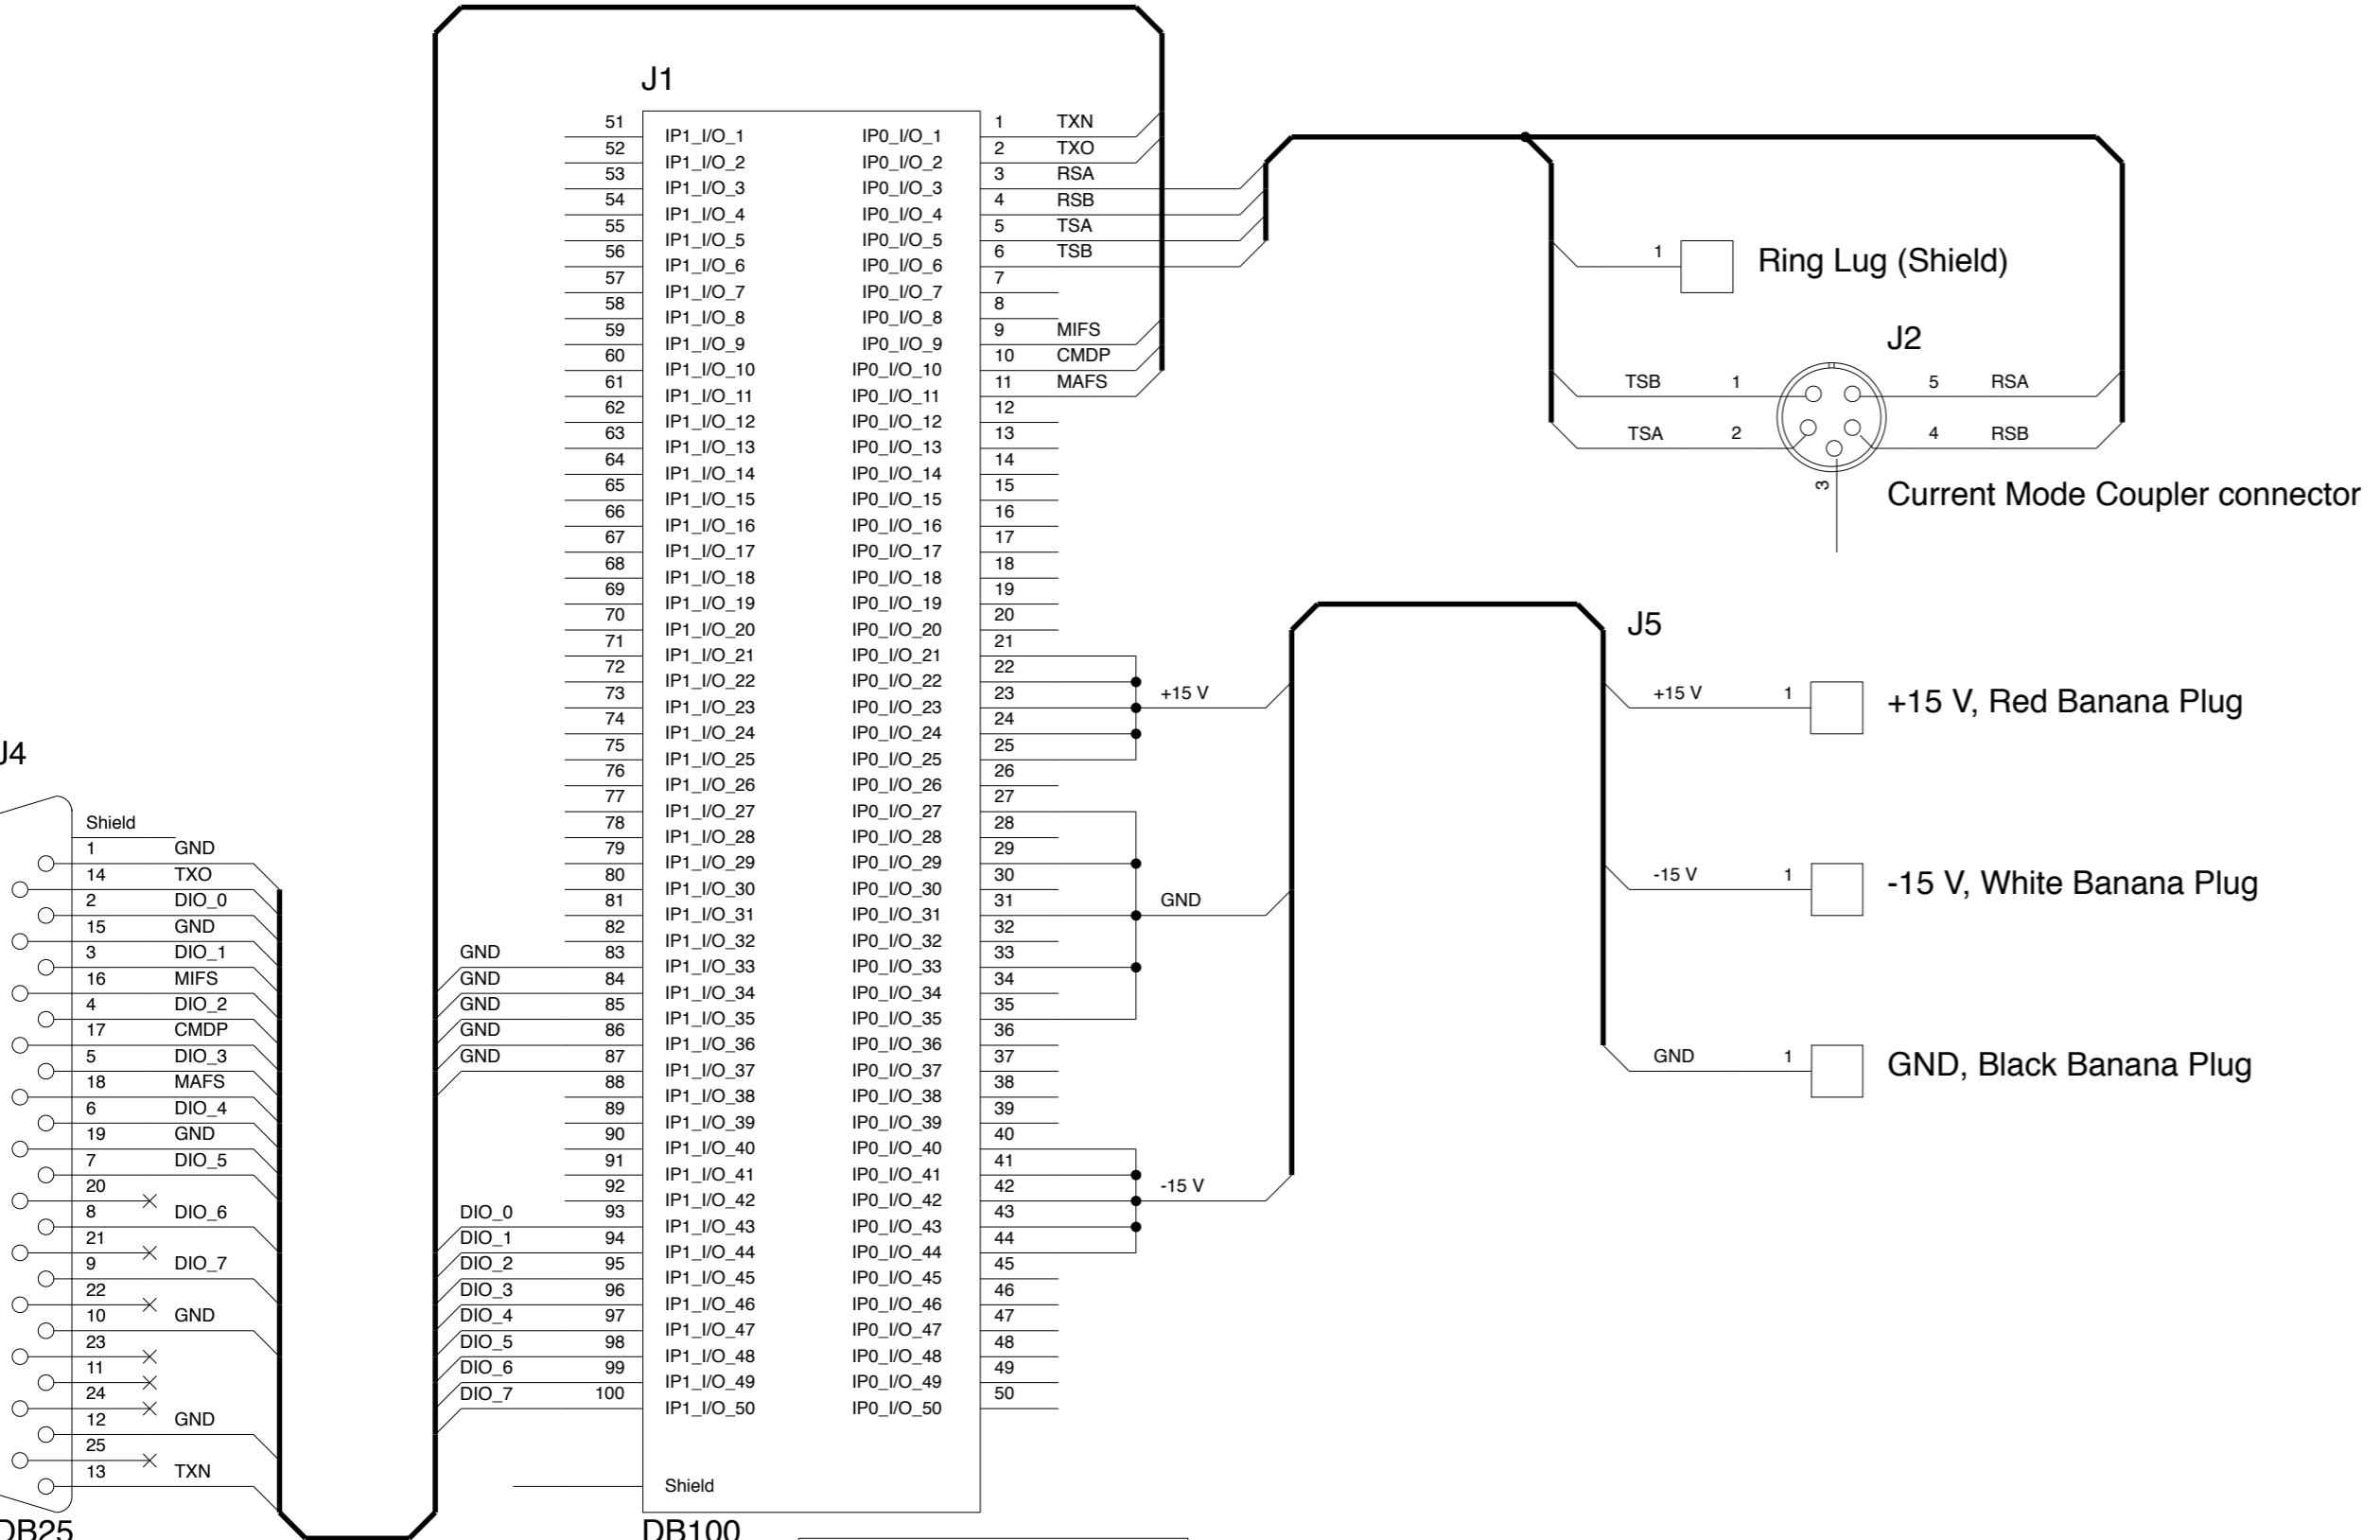 J1
51 IP1_I/O_1 IP0_I/O_1 1 TXN
52 IP1_I/O_2 IP0_I/O_2 2 TXO
53 IP1_I/O_3 IP0_I/O_3 3 RSA
54 IP1_I/O_4 IP0_I/O_4 4 RSB
55 IP1_I/O_5 IP0_I/O_5 5 TSA
56 IP1_I/O_6 IP0_I/O_6 6 TSB
57 IP1_I/O_7 IP0_I/O_7 7
58 IP1_I/O_8 IP0_I/O_8 8
59 IP1_I/O_9 IP0_I/O_9 9 MIFS
60 IP1_I/O_10 IP0_I/O_10 10 CMDP
61 IP1_I/O_11 IP0_I/O_11 11 MAFS
62 IP1_I/O_12 IP0_I/O_12 12
63 IP1_I/O_13 IP0_I/O_13 13
64 IP1_I/O_14 IP0_I/O_14 14
65 IP1_I/O_15 IP0_I/O_15 15
66 IP1_I/O_16 IP0_I/O_16 16
67 IP1_I/O_17 IP0_I/O_17 17
68 IP1_I/O_18 IP0_I/O_18 18
69 IP1_I/O_19 IP0_I/O_19 19
70 IP1_I/O_20 IP0_I/O_20 20
71 IP1_I/O_21 IP0_I/O_21 21
72 IP1_I/O_22 IP0_I/O_22 22
73 IP1_I/O_23 IP0_I/O_23 23 +15 V
74 IP1_I/O_24 IP0_I/O_24 24
75 IP1_I/O_25 IP0_I/O_25 25
76 IP1_I/O_26 IP0_I/O_26 26
77 IP1_I/O_27 IP0_I/O_27 27
78 IP1_I/O_28 IP0_I/O_28 28
79 IP1_I/O_29 IP0_I/O_29 29
80 IP1_I/O_30 IP0_I/O_30 30
81 IP1_I/O_31 IP0_I/O_31 31 GND
82 IP1_I/O_32 IP0_I/O_32 32
GND 83 IP1_I/O_33 IP0_I/O_33 33
GND 84 IP1_I/O_34 IP0_I/O_34 34
GND 85 IP1_I/O_35 IP0_I/O_35 35
GND 86 IP1_I/O_36 IP0_I/O_36 36
GND 87 IP1_I/O_37 IP0_I/O_37 37
88 IP1_I/O_38 IP0_I/O_38 38
89 IP1_I/O_39 IP0_I/O_39 39
90 IP1_I/O_40 IP0_I/O_40 40
91 IP1_I/O_41 IP0_I/O_41 41
92 IP1_I/O_42 IP0_I/O_42 42 -15 V
DIO_0 93 IP1_I/O_43 IP0_I/O_43 43
DIO_1 94 IP1_I/O_44 IP0_I/O_44 44
DIO_2 95 IP1_I/O_45 IP0_I/O_45 45
DIO_3 96 IP1_I/O_46 IP0_I/O_46 46
DIO_4 97 IP1_I/O_47 IP0_I/O_47 47
DIO_5 98 IP1_I/O_48 IP0_I/O_48 48
DIO_6 99 IP1_I/O_49 IP0_I/O_49 49
DIO_7 100 IP1_I/O_50 IP0_I/O_50 50
Shield
DB100
1 Ring Lug (Shield)
J2
TSB 1 5 RSA
TSA 2 4 RSB
3
Current Mode Coupler connector
J5
+15 V 1 +15 V, Red Banana Plug
-15 V 1 -15 V, White Banana Plug
GND 1 GND, Black Banana Plug
J4
Shield
1 GND
14 TXO
2 DIO_0
15 GND
3 DIO_1
16 MIFS
4 DIO_2
17 CMDP
5 DIO_3
18 MAFS
6 DIO_4
19 GND
7 DIO_5
20
8 DIO_6
21
9 DIO_7
22
10 GND
23
11
24
12 GND
25
13 TXN
DB25